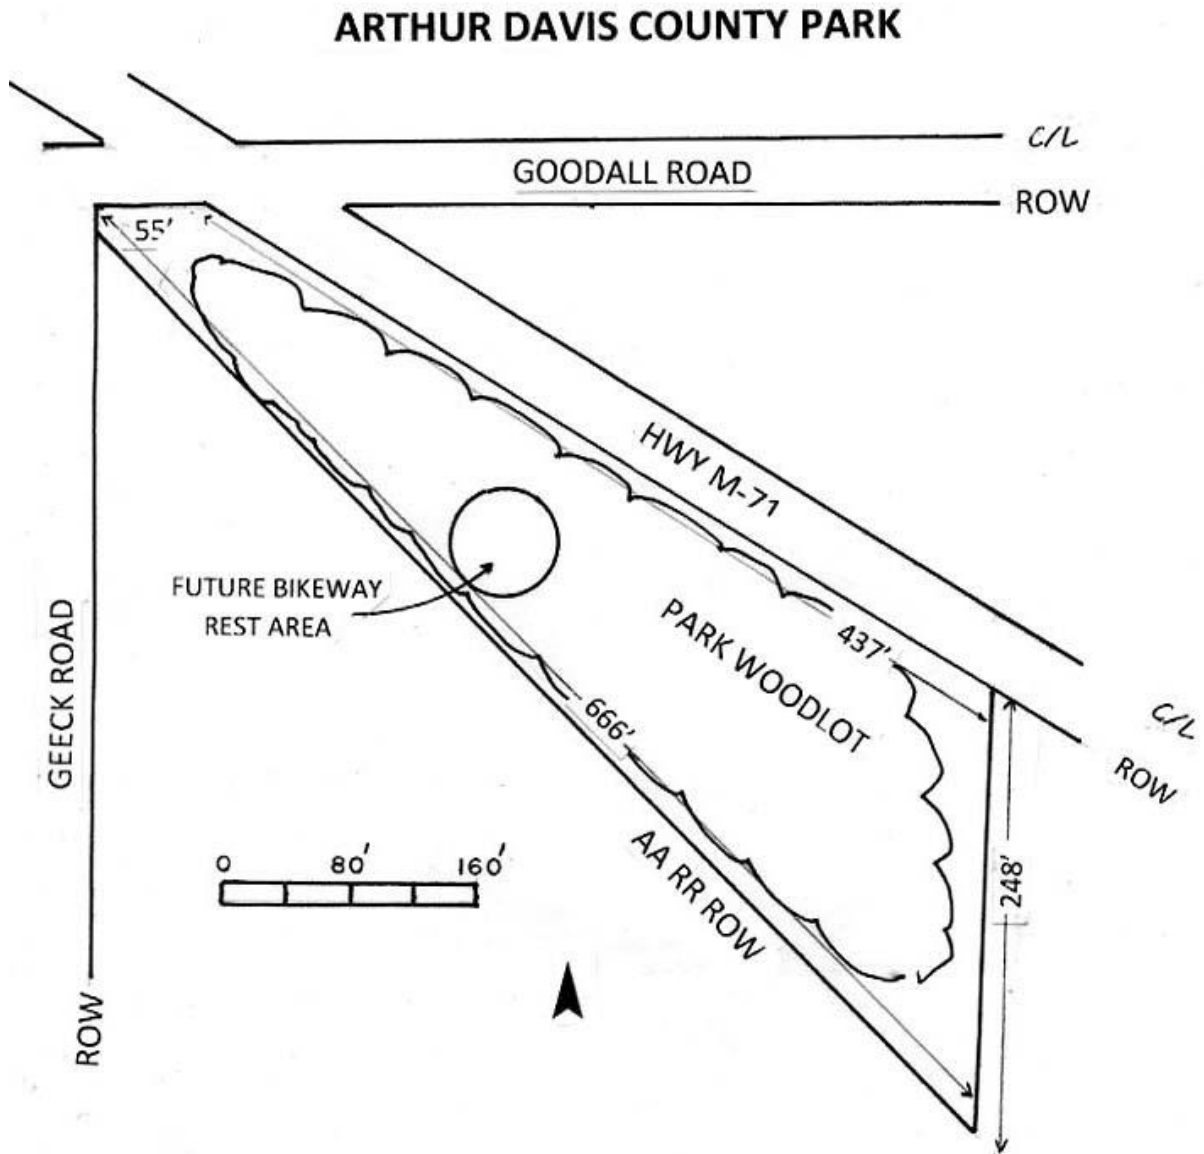 ARTHUR DAVIS COUNTY PARK
C/L
GOODALL ROAD
ROW
55'
HWY M-71
FUTURE BIKEWAY
REST AREA
PARK WOODLOT
437'
GEECK ROAD
666'
C/L
ROW
AA RR ROW
248'
0 80' 160'
ROW